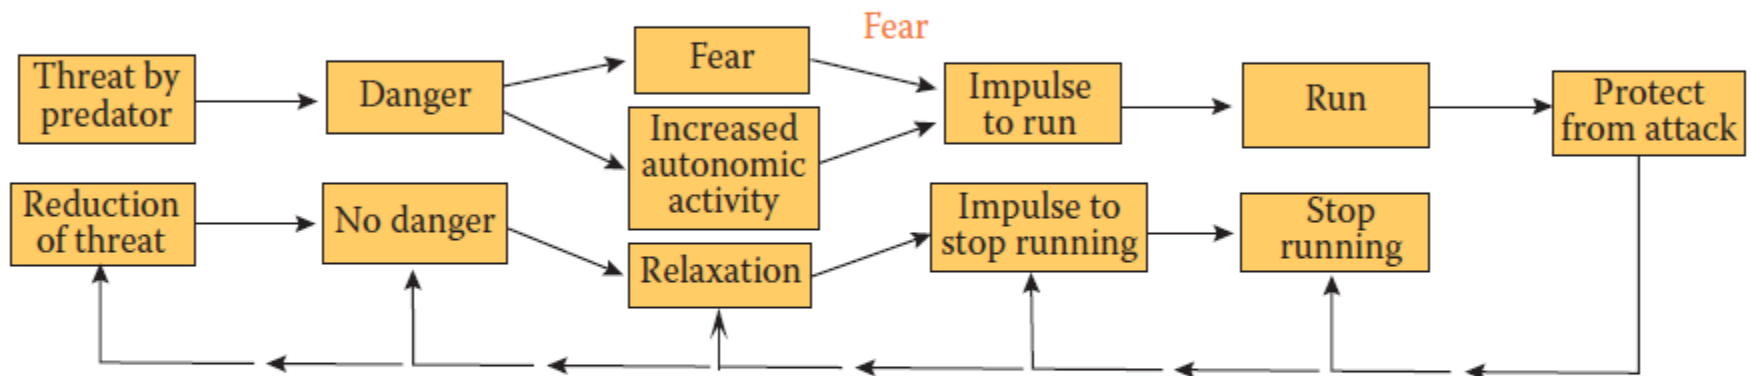 Fear
Threat by
predator
Danger
Fear
Increased
autonomic
activity
Impulse
to run
Run
Protect
from attack
Reduction
of threat
No danger
Relaxation
Impulse to
stop running
Stop
running